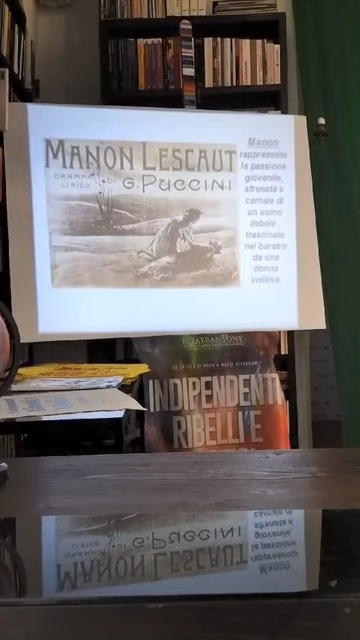 MANON LESCAUT
DRAMMA
LIRICO
DI G. PUCCINI
Manon
rappresenta
la passione
giovanile,
sfrenata e
carnale di
un uomo
debole
trascinato
nel baratro
da una
donna
volitiva.
INDIPENDENTI
RIBELLI E